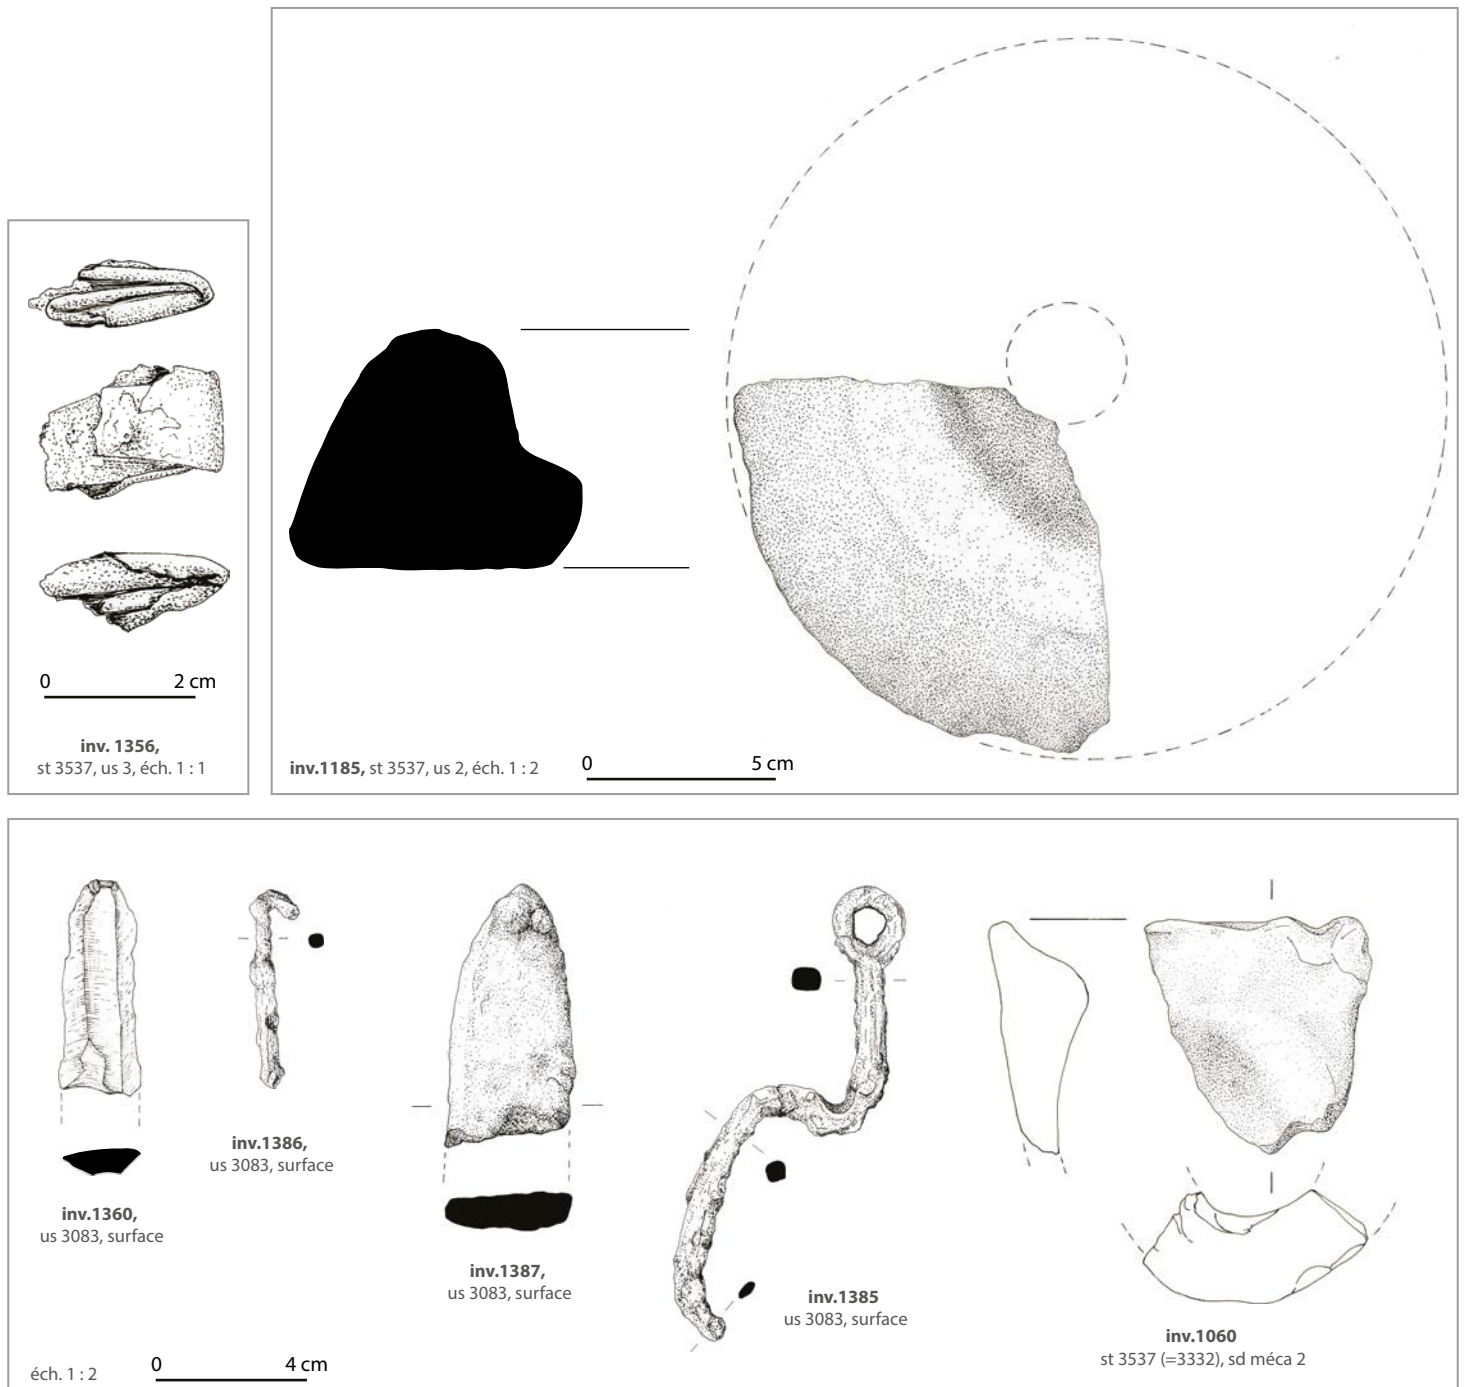 0 2 cm
inv. 1356,
st 3537, us 3, éch. 1 : 1
inv.1185, st 3537, us 2, éch. 1 : 2
0 5 cm
inv.1360,
us 3083, surface
inv.1386,
us 3083, surface
inv.1387,
us 3083, surface
inv.1385
us 3083, surface
inv.1060
st 3537 (=3332), sd méca 2
éch. 1 : 2
0 4 cm